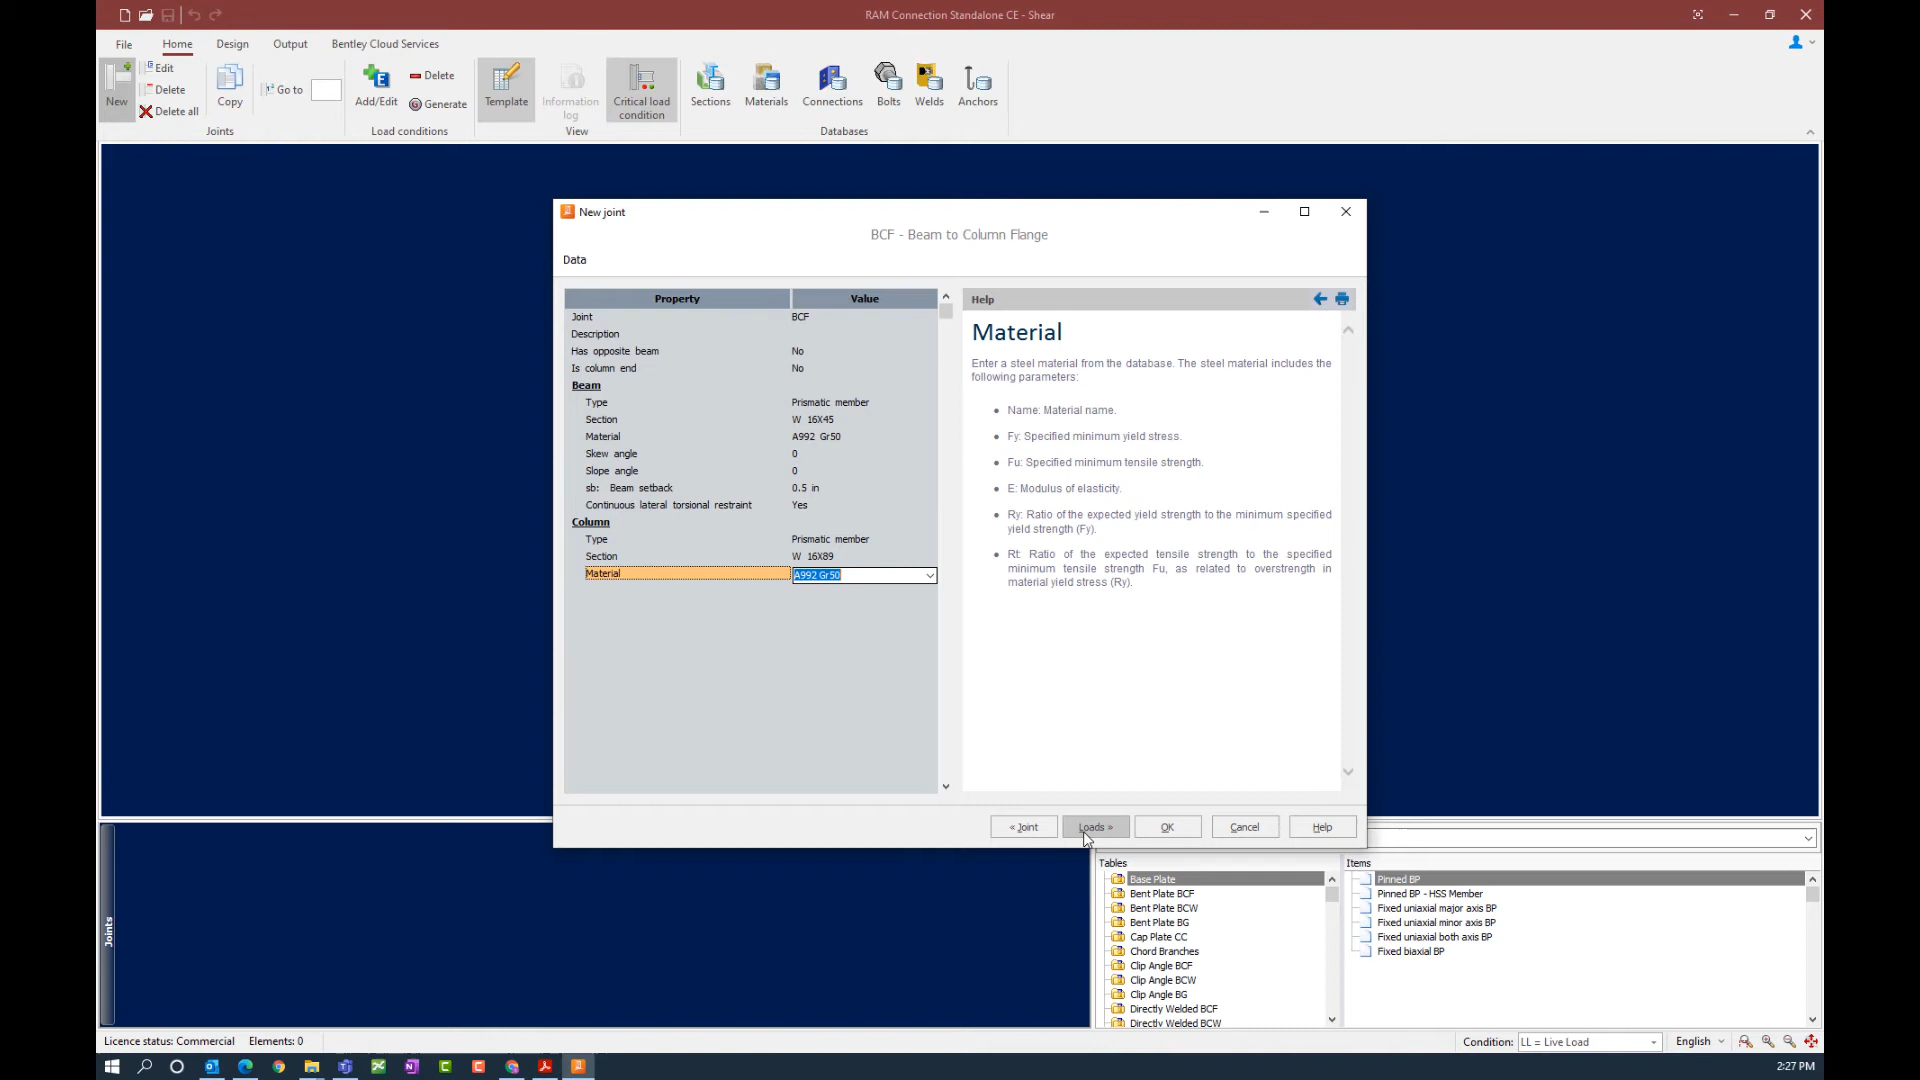 RAM Connection Standalone CE - Shear
File Home Design Output Bentley Cloud Services
New Edit Delete Delete all Copy Go to
Joints
Add/Edit Delete Generate
Load conditions
Template Information log Critical load condition
View
Sections Materials Connections Bolts Welds Anchors
Databases
New joint
BCF - Beam to Column Flange
Data
Property Value
Joint BCF
Description
Has opposite beam No
Is column end No
Beam
Type Prismatic member
Section W 16X45
Material A992 Gr50
Skew angle 0
Slope angle 0
sb: Beam setback 0.5 in
Continuous lateral torsional restraint Yes
Column
Type Prismatic member
Section W 16X89
Material A992 Gr50
Help
Material
Enter a steel material from the database. The steel material includes the
following parameters:
• Name: Material name.
• Fy: Specified minimum yield stress.
• Fu: Specified minimum tensile strength.
• E: Modulus of elasticity.
• Ry: Ratio of the expected yield strength to the minimum specified
yield strength (Fy).
• Rt: Ratio of the expected tensile strength to the specified
minimum tensile strength Fu, as related to overstrength in
material yield stress (Ry).
« Joint Loads » OK Cancel Help
Joints
Tables
Base Plate
Bent Plate BCF
Bent Plate BCW
Bent Plate BG
Cap Plate CC
Chord Branches
Clip Angle BCF
Clip Angle BCW
Clip Angle BG
Directly Welded BCF
Directly Welded BCW
Items
Pinned BP
Pinned BP - HSS Member
Fixed uniaxial major axis BP
Fixed uniaxial minor axis BP
Fixed uniaxial both axis BP
Fixed biaxial BP
Licence status: Commercial Elements: 0
Condition: LL = Live Load English
2:27 PM